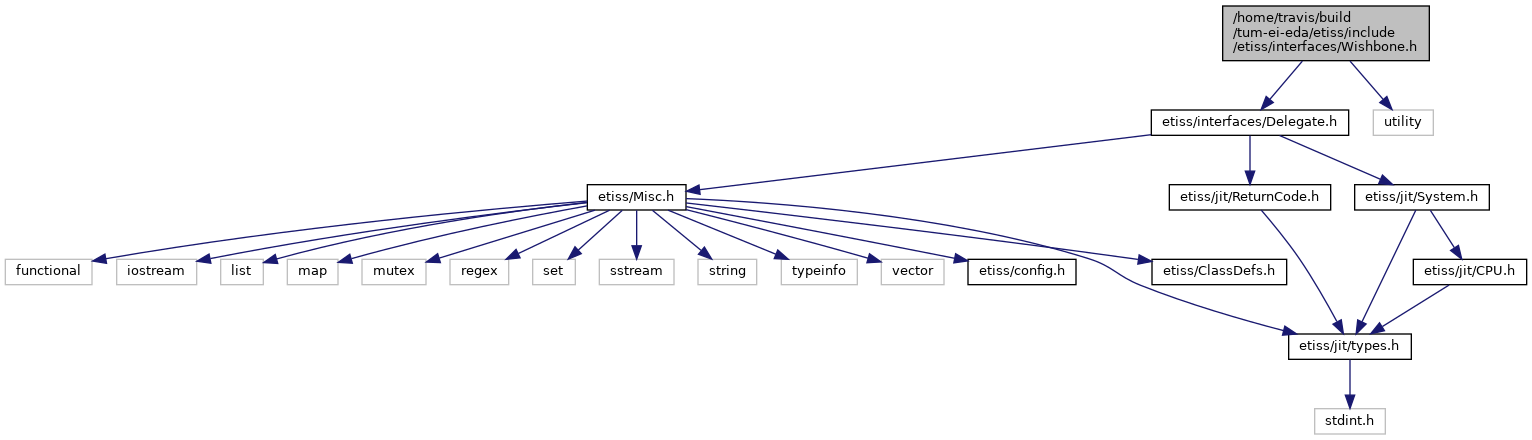 /home/travis/build
/tum-ei-eda/etiss/include
/etiss/interfaces/Wishbone.h
etiss/interfaces/Delegate.h
utility
etiss/Misc.h
etiss/jit/ReturnCode.h
etiss/jit/System.h
functional
iostream
list
map
mutex
regex
set
sstream
string
typeinfo
vector
etiss/config.h
etiss/ClassDefs.h
etiss/jit/CPU.h
etiss/jit/types.h
stdint.h